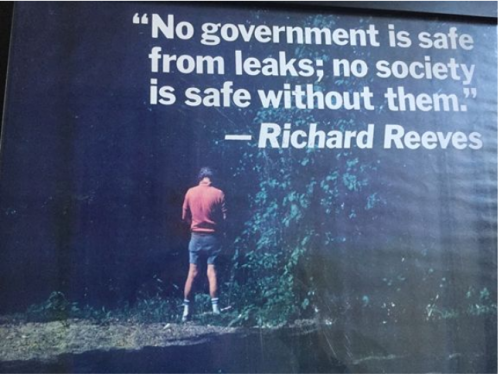 “No government is safe
from leaks; no society
is safe without them.”
— Richard Reeves